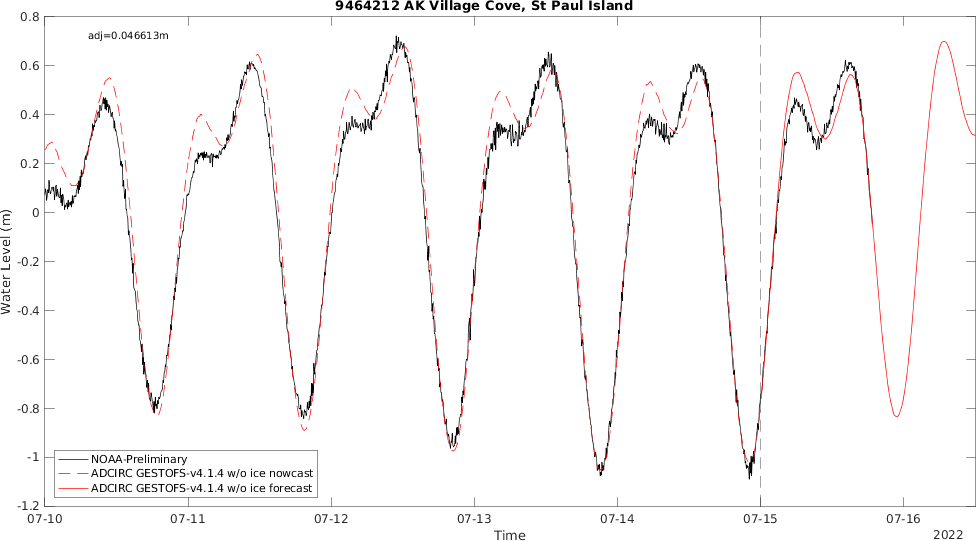 9464212 AK Village Cove, St Paul Island
adj=0.046613m
0.8
0.6
0.4
0.2
0
-0.2
-0.4
-0.6
-0.8
-1
-1.2
Water Level (m)
NOAA-Preliminary
ADCIRC GESTOFS-v4.1.4 w/o ice nowcast
ADCIRC GESTOFS-v4.1.4 w/o ice forecast
07-10 07-11 07-12 07-13 07-14 07-15 07-16
Time
2022